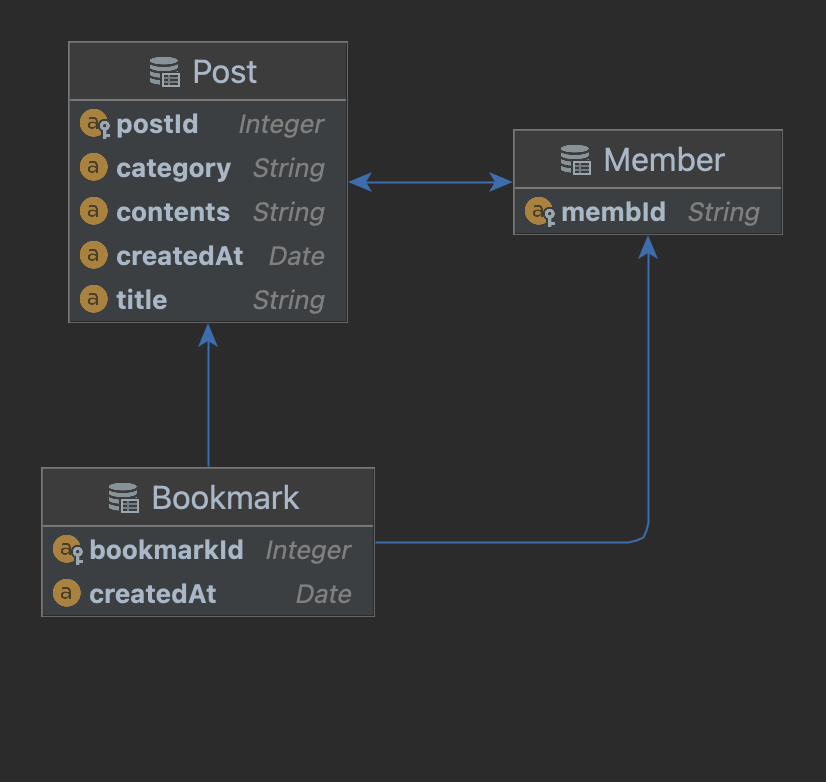 Post
postId Integer
category String
contents String
createdAt Date
title String
Member
membId String
Bookmark
bookmarkId Integer
createdAt Date